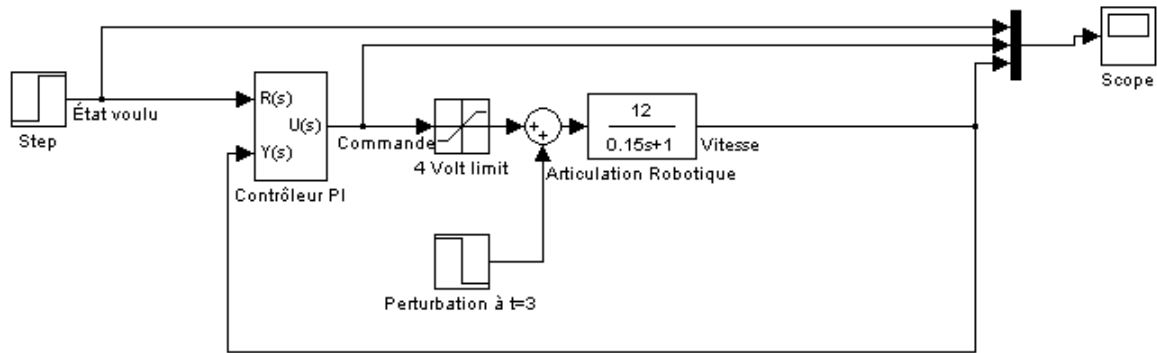 Step
État voulu
R(s)
U(s)
Y(s)
Contrôleur PI
Commande
4 Volt limit
Perturbation à t=3
12
0.15s+1
Articulation Robotique
Vitesse
Scope